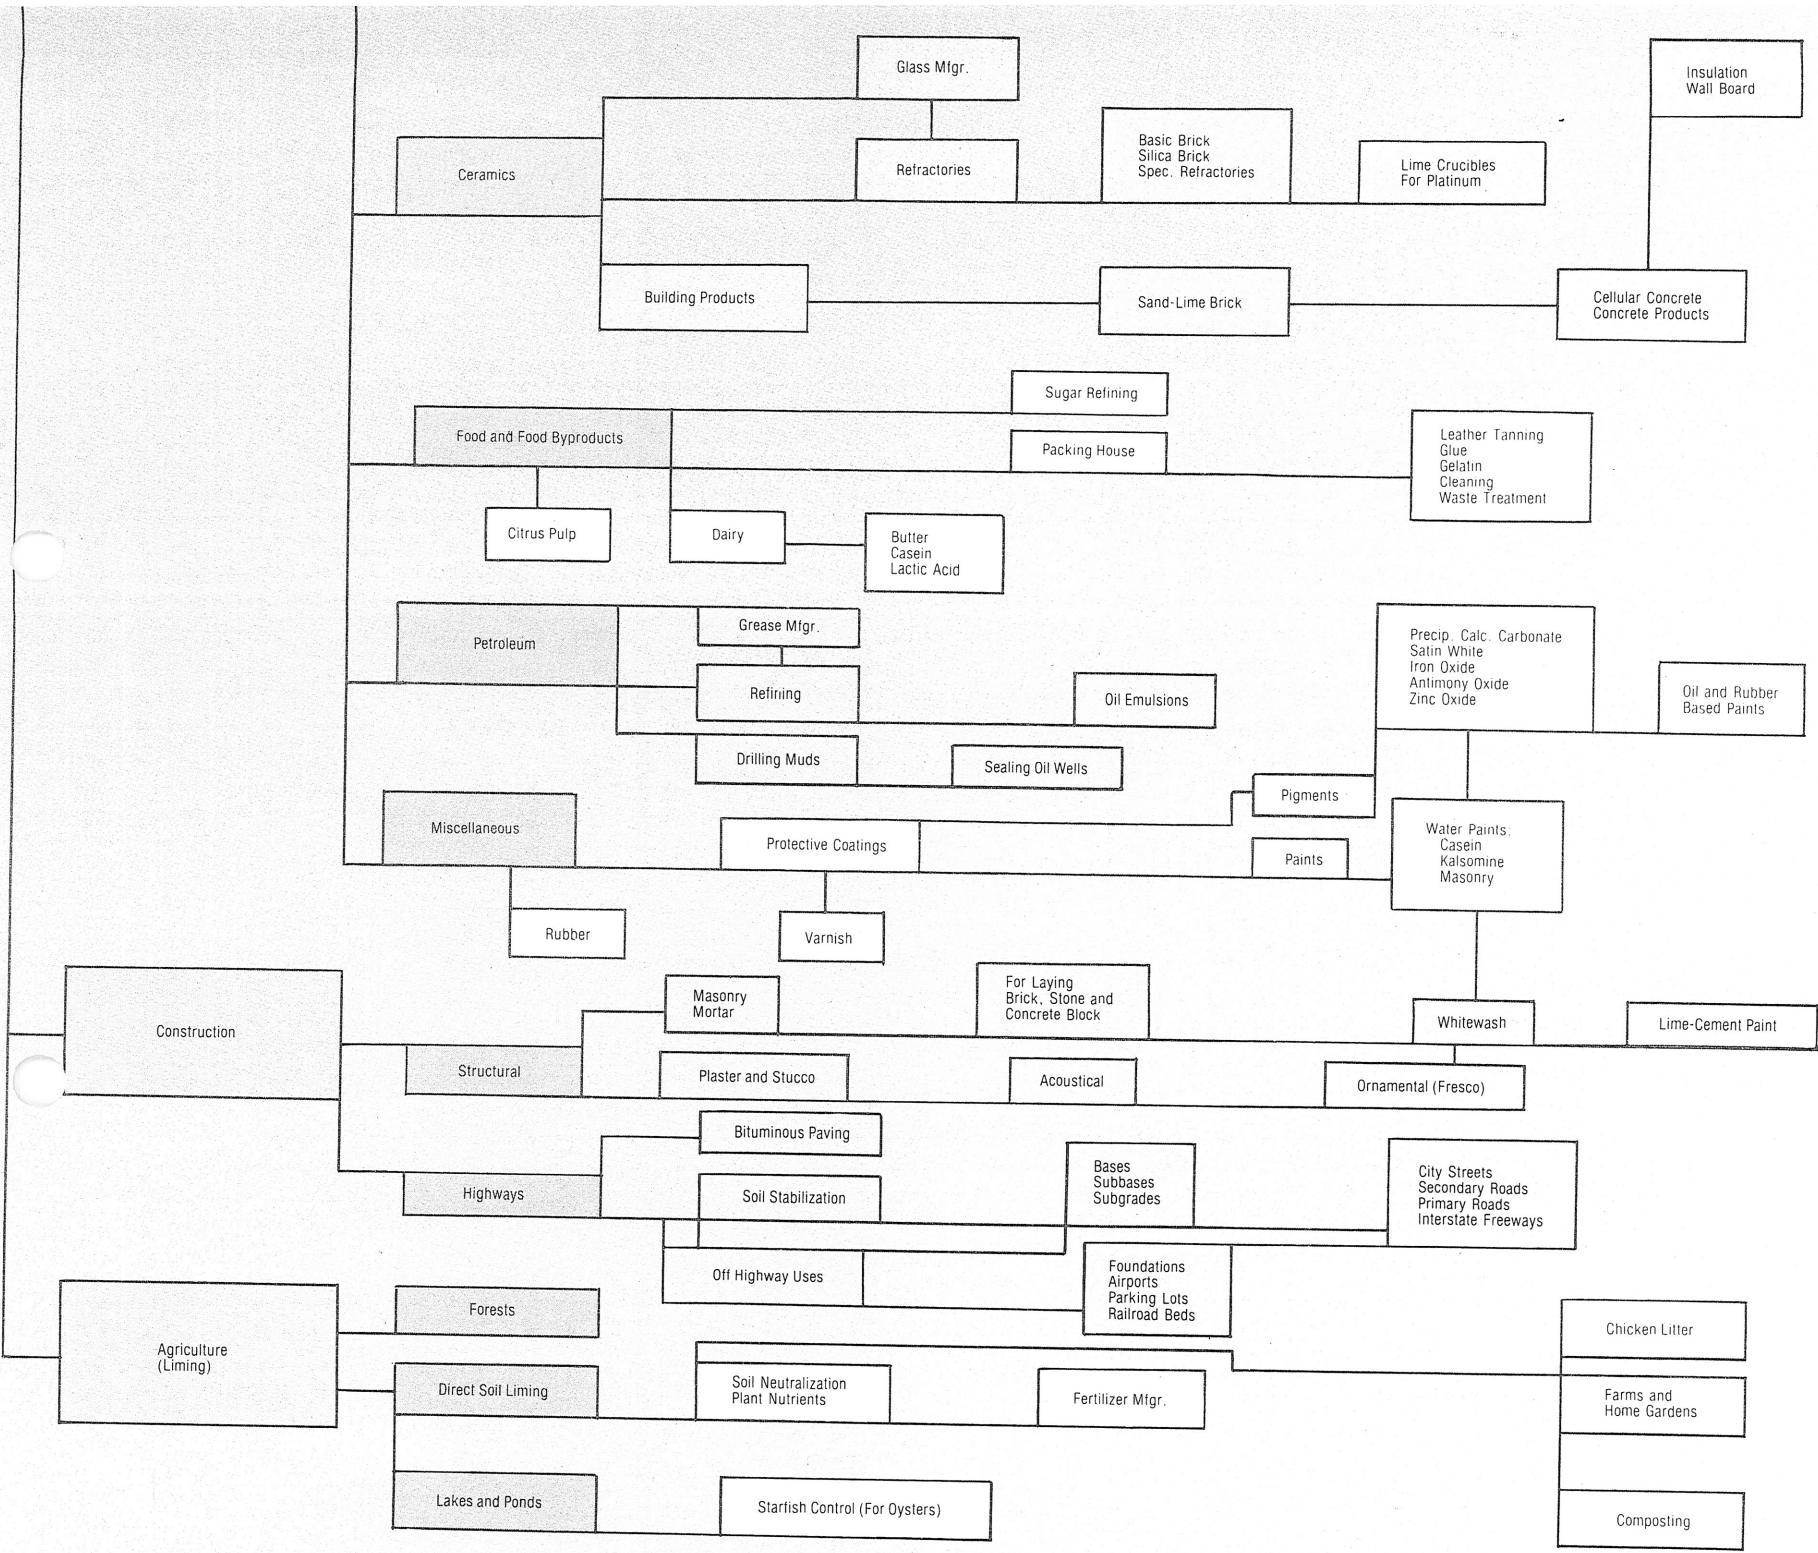 Glass Mfgr.
Insulation
Wall Board
Ceramics
Refractories
Basic Brick
Silica Brick
Spec. Refractories
Lime Crucibles
For Platinum
Building Products
Sand-Lime Brick
Cellular Concrete
Concrete Products
Sugar Refining
Food and Food Byproducts
Packing House
Leather Tanning
Glue
Gelatin
Cleaning
Waste Treatment
Citrus Pulp
Dairy
Butter
Casein
Lactic Acid
Petroleum
Grease Mfgr.
Refining
Oil Emulsions
Precip. Calc. Carbonate
Satin White
Iron Oxide
Antimony Oxide
Zinc Oxide
Oil and Rubber
Based Paints
Drilling Muds
Sealing Oil Wells
Pigments
Miscellaneous
Protective Coatings
Paints
Water Paints:
Casein
Kalsomine
Masonry
Rubber
Varnish
Construction
Masonry
Mortar
For Laying
Brick, Stone and
Concrete Block
Whitewash
Lime-Cement Paint
Structural
Plaster and Stucco
Acoustical
Ornamental (Fresco)
Bituminous Paving
Highways
Soil Stabilization
Bases
Subbases
Subgrades
City Streets
Secondary Roads
Primary Roads
Interstate Freeways
Off Highway Uses
Foundations
Airports
Parking Lots
Railroad Beds
Agriculture
(Liming)
Forests
Chicken Litter
Direct Soil Liming
Soil Neutralization
Plant Nutrients
Fertilizer Mfgr.
Farms and
Home Gardens
Lakes and Ponds
Starfish Control (For Oysters)
Composting